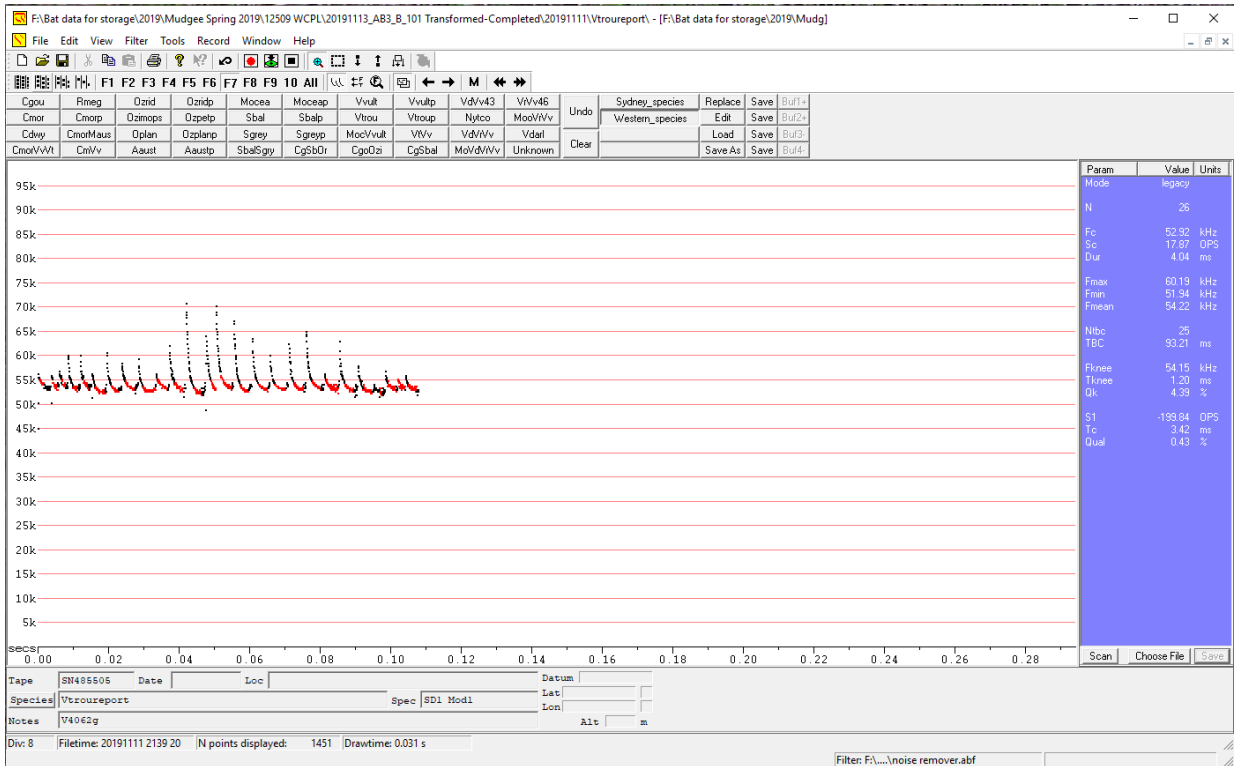 F:\Bat data for storage\2019\Mudgee Spring 2019\12509 WCPL\20191113_AB3_B_101 Transformed-Completed\20191111\Vtroureport\ - [F:\Bat data for storage\2019\Mudg]
File Edit View Filter Tools Record Window Help
F1 F2 F3 F4 F5 F6 F7 F8 F9 10 All M
Cgou Rmeg Ozrid Ozridp Mocea Moceap Vvult Vvultp VdVv43 VrVv46 Undo Sydney_species Replace Save Buf1+
Cmor Cmorp Ozimops Ozpetp Sbal Sbalp Vtrou Vtroup Nytco MooVrVv Western_species Edit Save Buf2+
Cdwy CmorMaus Oplan Ozplanp Sgrey Sgreyp MocVvult VtVv VdVrVv Vdarl Clear Load Save Buf3-
CmorVvVt CmVv Aaust Aaustp SbalSgry CgSbOr CgoOzi CgSbal MoVdVrVv Unknown Save As Save Buf4-
95k
90k
85k
80k
75k
70k
65k
60k
55k
50k
45k
40k
35k
30k
25k
20k
15k
10k
5k
secs
0.00 0.02 0.04 0.06 0.08 0.10 0.12 0.14 0.16 0.18 0.20 0.22 0.24 0.26 0.28
Param Value Units
Mode legacy
N 26
Fc 52.92 kHz
Sc 17.87 OPS
Dur 4.04 ms
Fmax 60.19 kHz
Fmin 51.94 kHz
Fmean 54.22 kHz
Ntbc 25
TBC 93.21 ms
Fknee 54.15 kHz
Tknee 1.20 ms
Qk 4.39 %
S1 -199.84 OPS
Tc 3.42 ms
Qual 0.43 %
Scan Choose File Save
Tape SN485505 Date Loc Datum
Species Vtroureport Spec SD1 Mod1 Lat
Lon
Notes V4062g Alt m
Div: 8 Filetime: 20191111 2139 20 N points displayed: 1451 Drawtime: 0.031 s
Filter: F:\....\noise remover.abf